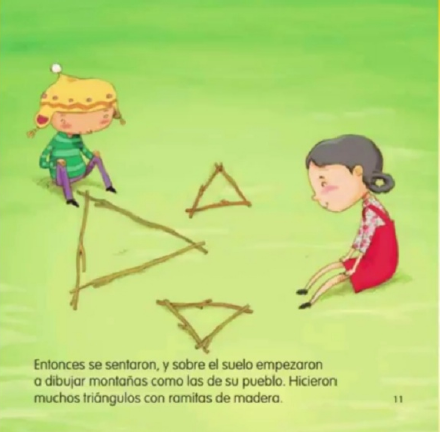 Entonces se sentaron, y sobre el suelo empezaron
a dibujar montañas como las de su pueblo. Hicieron
muchos triángulos con ramitas de madera.
11